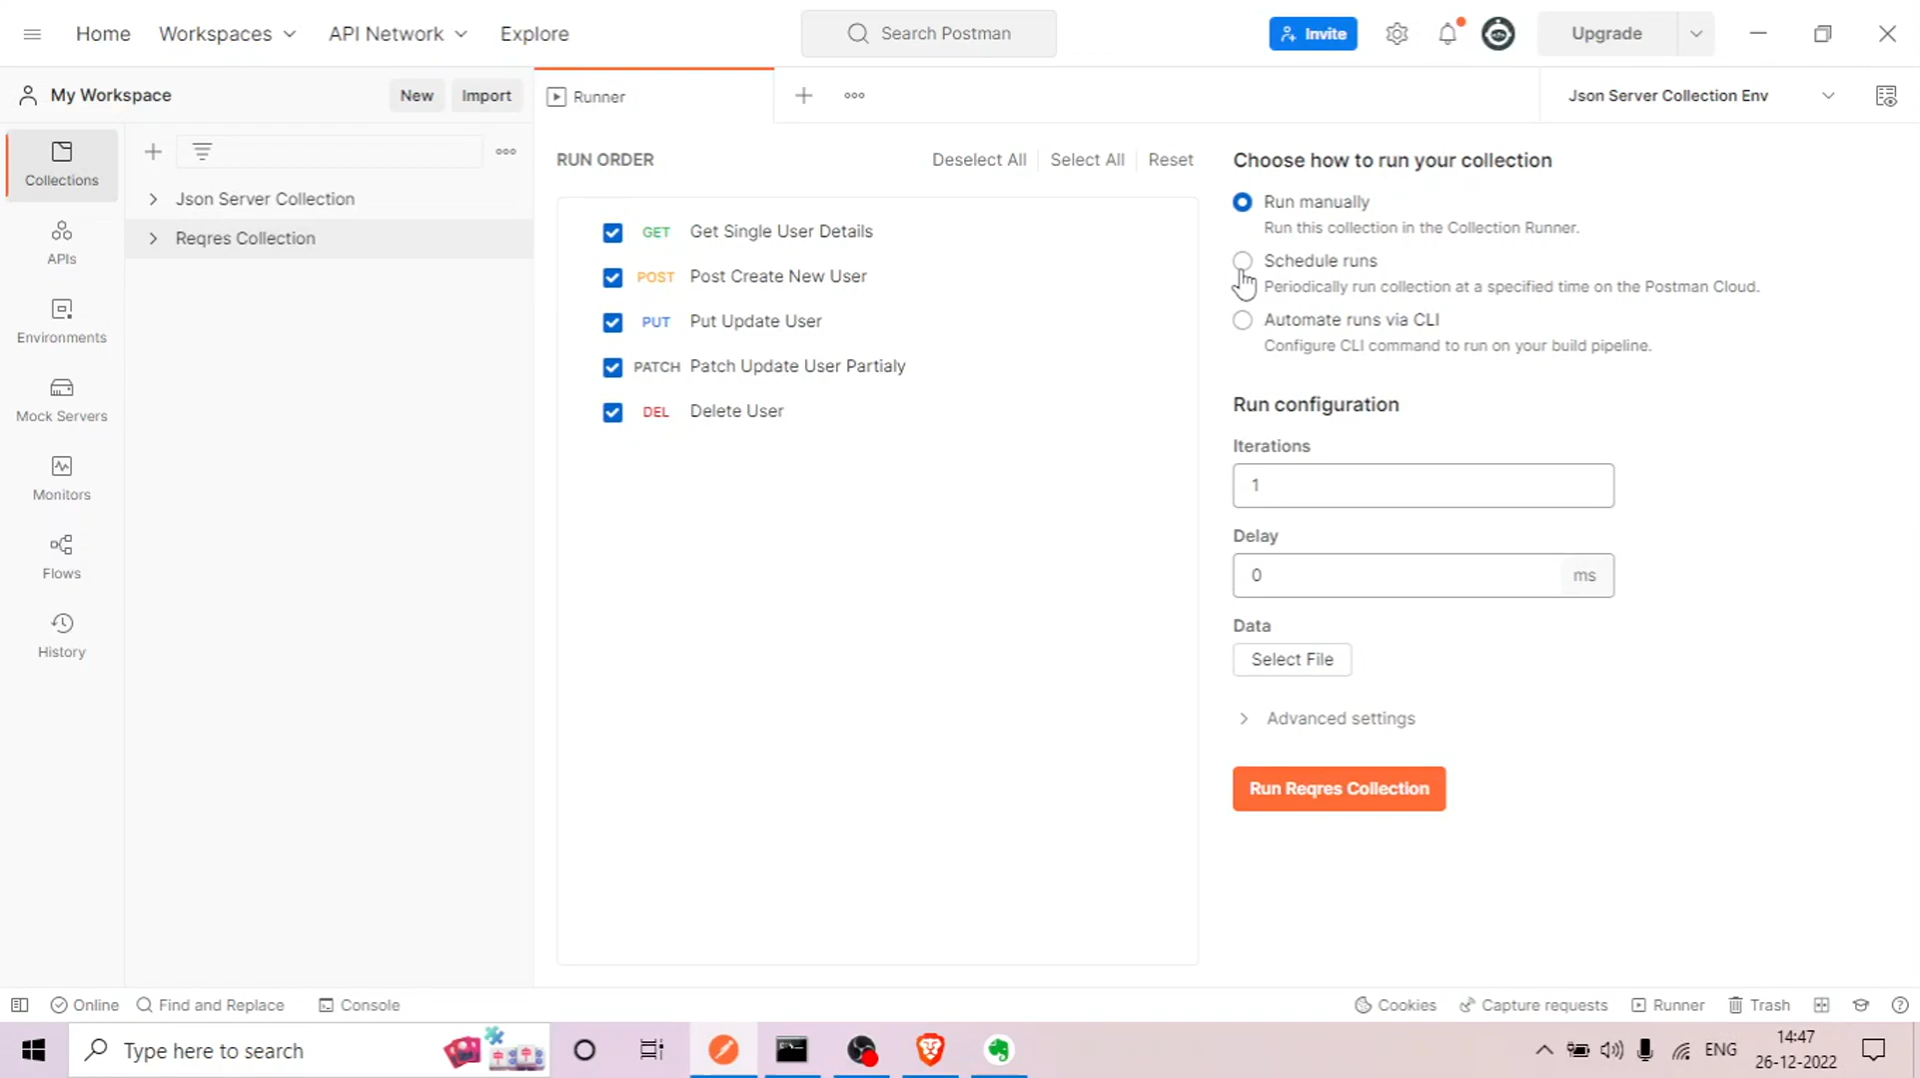 Home
Workspaces
API Network
Explore
Search Postman
Invite
Upgrade
My Workspace
New
Import
Runner
Json Server Collection Env
Collections
APIs
Environments
Mock Servers
Monitors
Flows
History
Json Server Collection
Reqres Collection
RUN ORDER
Deselect All
Select All
Reset
GET Get Single User Details
POST Post Create New User
PUT Put Update User
PATCH Patch Update User Partialy
DEL Delete User
Choose how to run your collection
Run manually
Run this collection in the Collection Runner.
Schedule runs
Periodically run collection at a specified time on the Postman Cloud.
Automate runs via CLI
Configure CLI command to run on your build pipeline.
Run configuration
Iterations
1
Delay
0 ms
Data
Select File
Advanced settings
Run Reqres Collection
Online
Find and Replace
Console
Cookies
Capture requests
Runner
Trash
Type here to search
ENG
14:47
26-12-2022